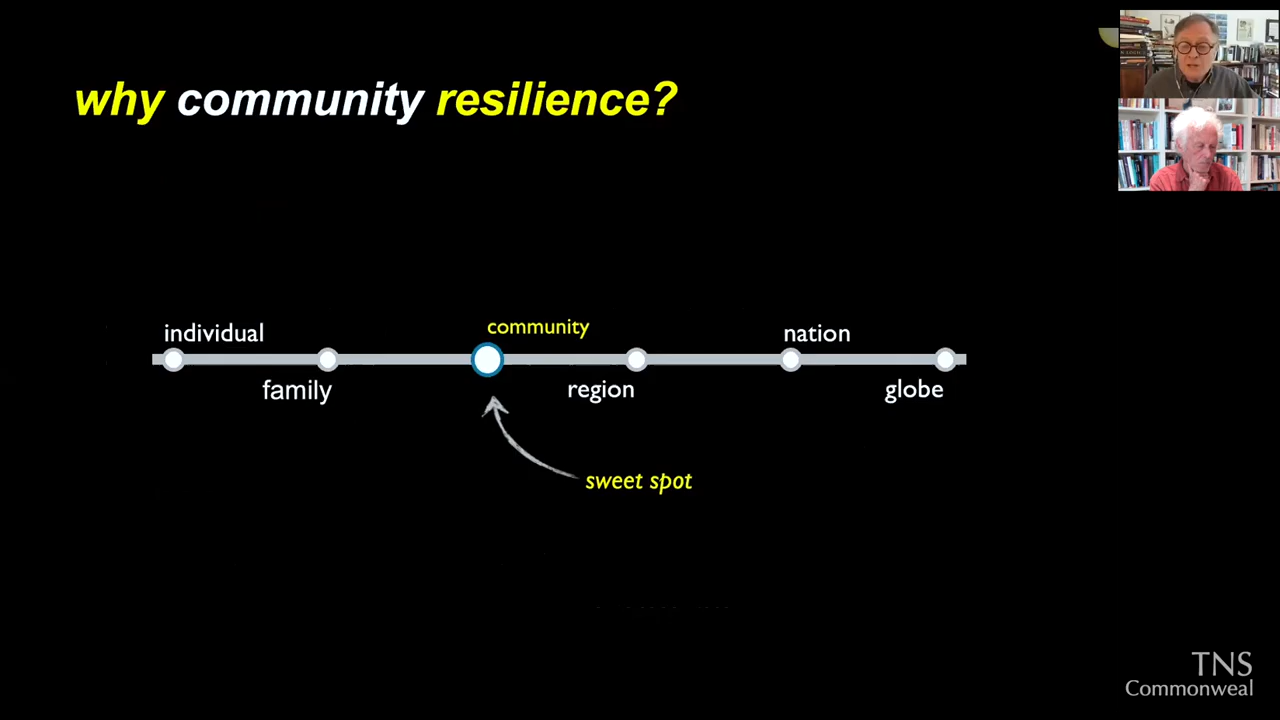 why community resilience?
individual
community
nation
family
region
globe
sweet spot
TNS
Commonweal